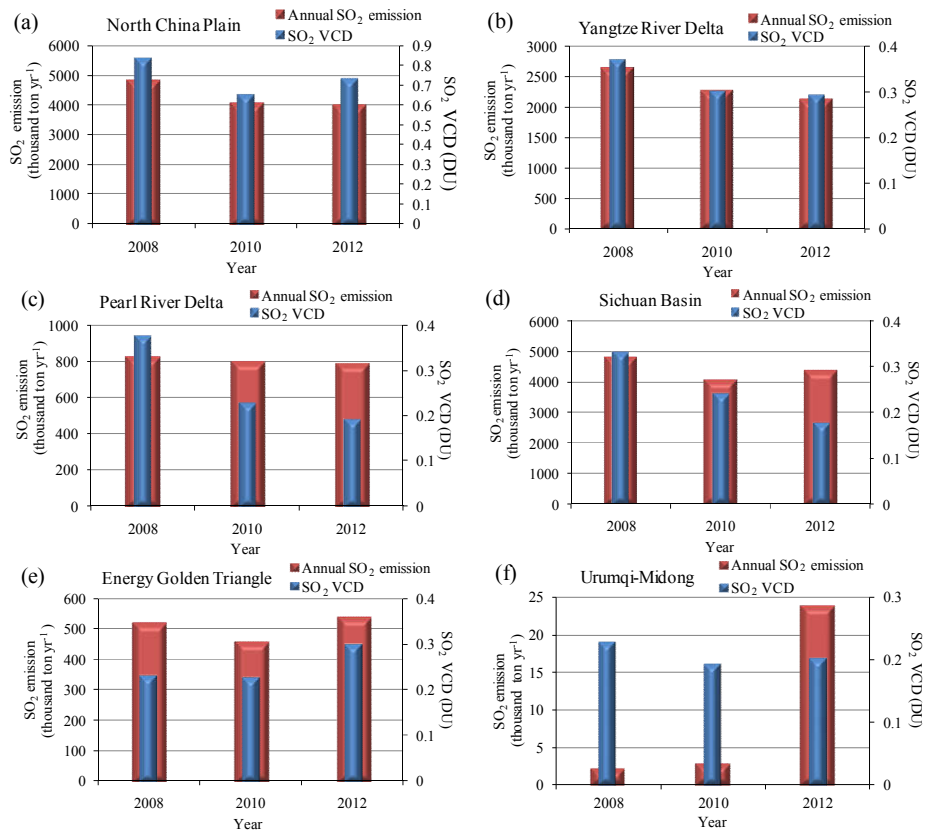 (a)
North China Plain
Annual SO2 emission
SO2 VCD
6000
5000
4000
3000
2000
1000
0
SO2 emission
(thousand ton yr-1)
0.9
0.8
0.7
0.6
0.5
0.4
0.3
0.2
0.1
0
SO2 VCD (DU)
2008
2010
2012
Year
(b)
Yangtze River Delta
Annual SO2 emission
SO2 VCD
3000
2500
2000
1500
1000
500
0
SO2 emission
(thousand ton yr-1)
0.4
0.3
0.2
0.1
0
SO2 VCD (DU)
2008
2010
2012
Year
(c)
Pearl River Delta
Annual SO2 emission
SO2 VCD
1000
800
600
400
200
0
SO2 emission
(thousand ton yr-1)
0.4
0.3
0.2
0.1
0
SO2 VCD (DU)
2008
2010
2012
Year
(d)
Sichuan Basin
Annual SO2 emission
SO2 VCD
6000
5000
4000
3000
2000
1000
0
SO2 emission
(thousand ton yr-1)
0.4
0.3
0.2
0.1
0
SO2 VCD (DU)
2008
2010
2012
Year
(e)
Energy Golden Triangle
Annual SO2 emission
SO2 VCD
600
500
400
300
200
100
0
SO2 emission
(thousand ton yr-1)
0.4
0.3
0.2
0.1
0
SO2 VCD (DU)
2008
2010
2012
Year
(f)
Urumqi-Midong
Annual SO2 emission
SO2 VCD
25
20
15
10
5
0
SO2 emission
(thousand ton yr-1)
0.3
0.2
0.1
0
SO2 VCD (DU)
2008
2010
2012
Year